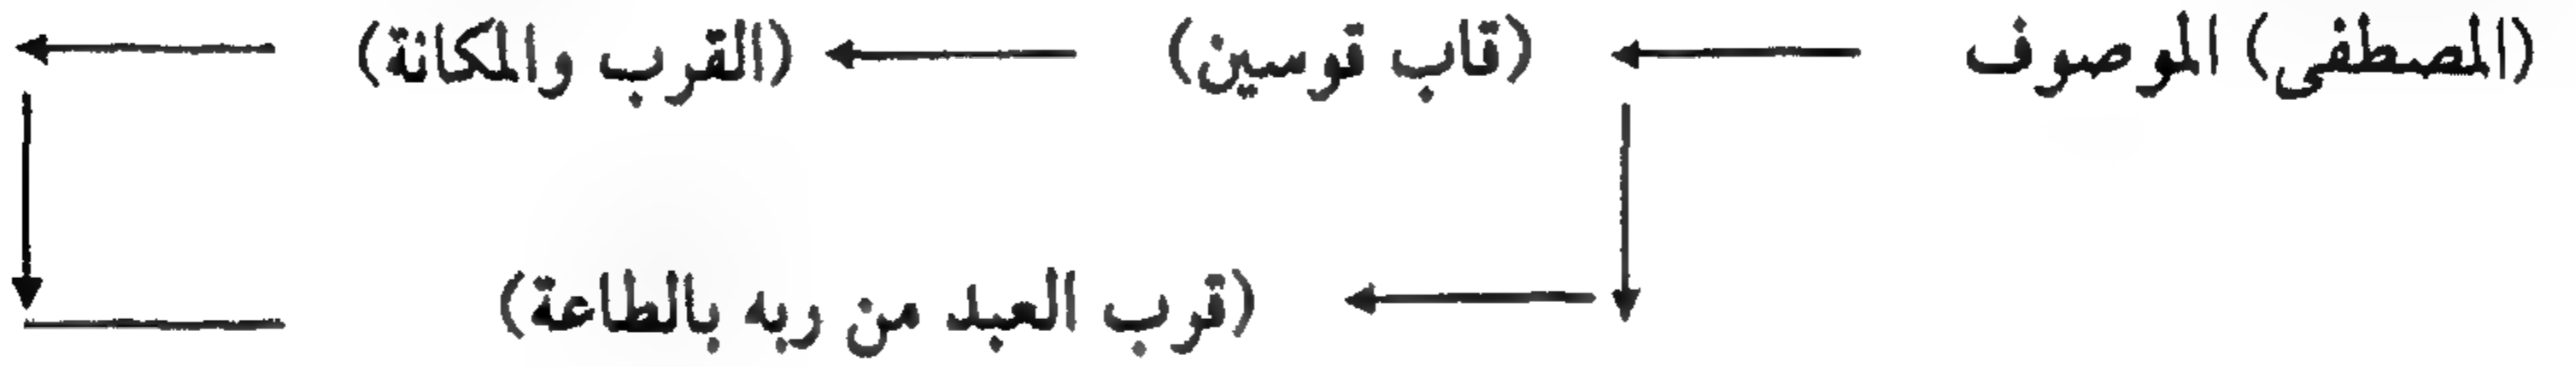 (المصطفى) الموصوف (قاب قوسين) (القرب والمكانة)
(قرب العبد من ربه بالطاعة)